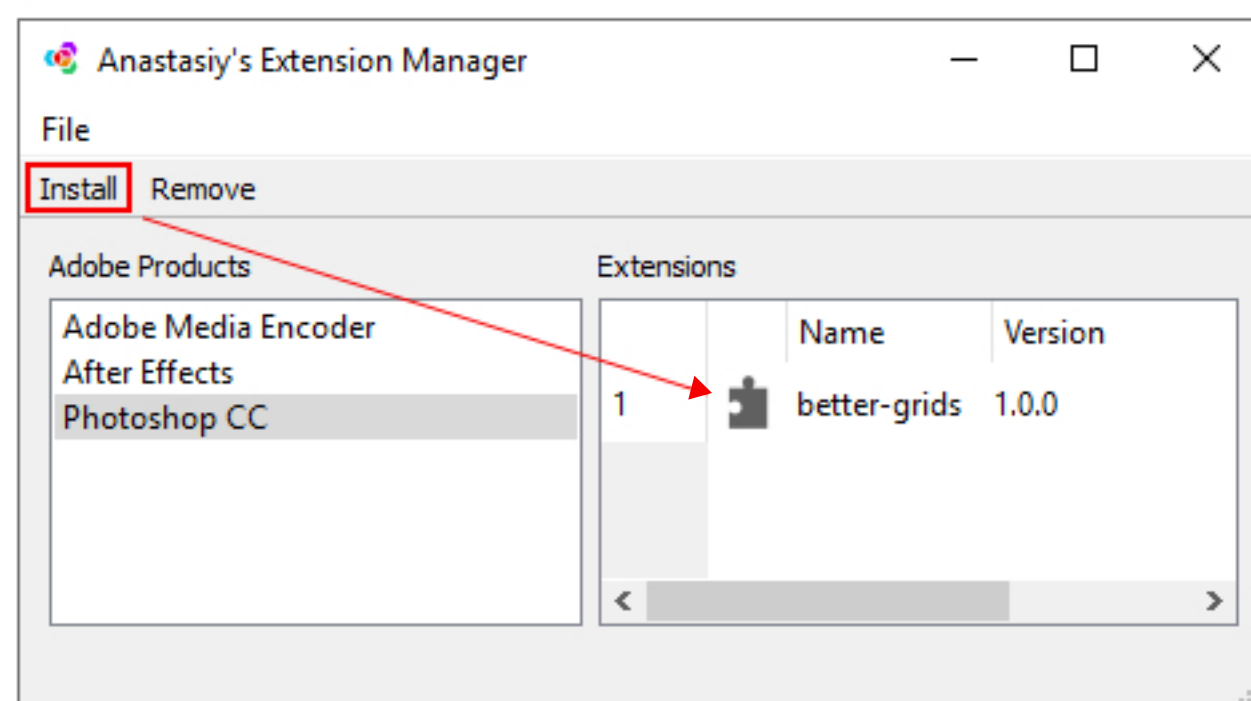 Anastasiy's Extension Manager
File
Install Remove
Adobe Products
Adobe Media Encoder
After Effects
Photoshop CC
Extensions
Name Version
1 better-grids 1.0.0